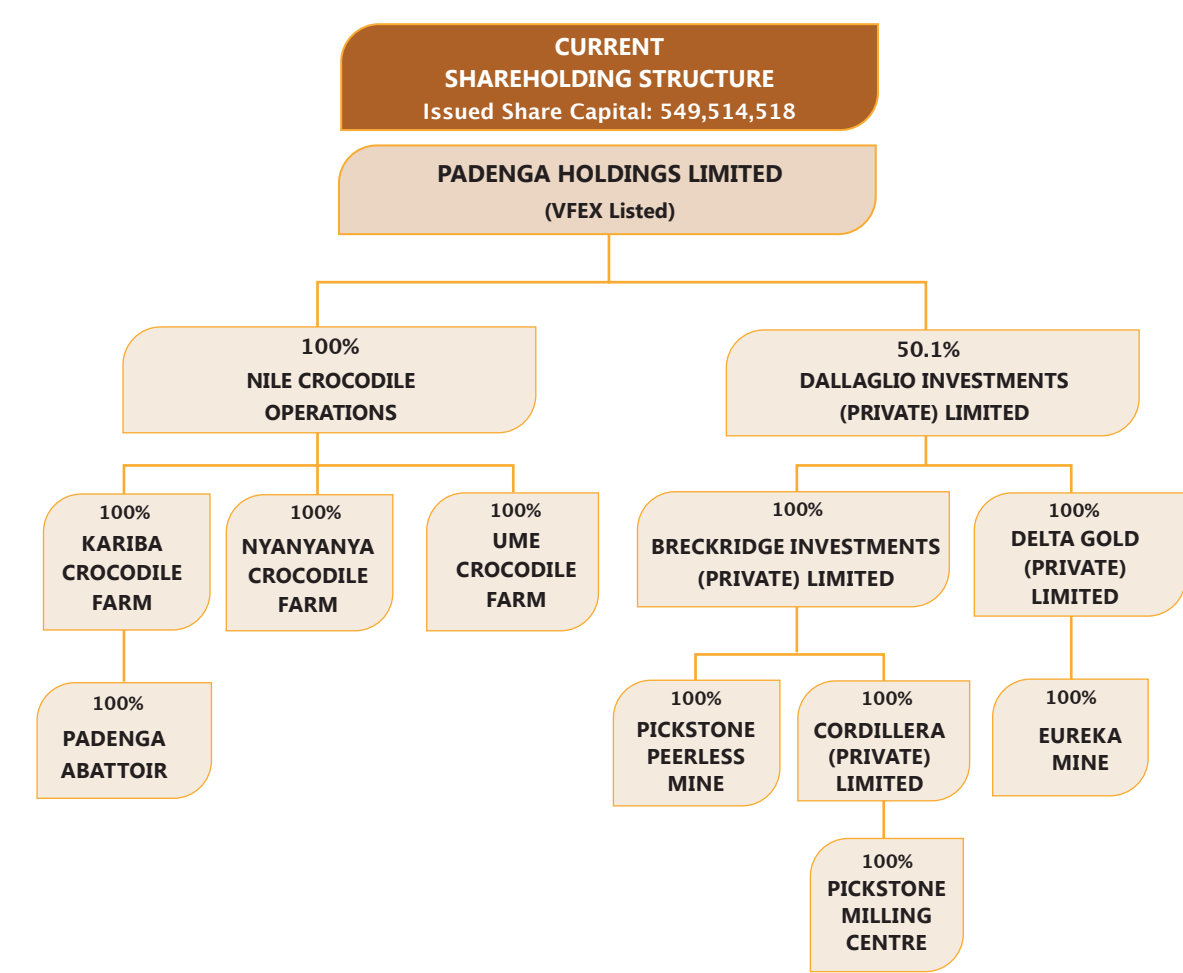 CURRENT
SHAREHOLDING STRUCTURE
Issued Share Capital: 549,514,518
PADENGA HOLDINGS LIMITED
(VFEX Listed)
100%
NILE CROCODILE
OPERATIONS
50.1%
DALLAGLIO INVESTMENTS
(PRIVATE) LIMITED
100%
KARIBA
CROCODILE
FARM
100%
NYANYANYA
CROCODILE
FARM
100%
UME
CROCODILE
FARM
100%
BRECKRIDGE INVESTMENTS
(PRIVATE) LIMITED
100%
DELTA GOLD
(PRIVATE)
LIMITED
100%
PADENGA
ABATTOIR
100%
PICKSTONE
PEERLESS
MINE
100%
CORDILLERA
(PRIVATE)
LIMITED
100%
EUREKA
MINE
100%
PICKSTONE
MILLING
CENTRE